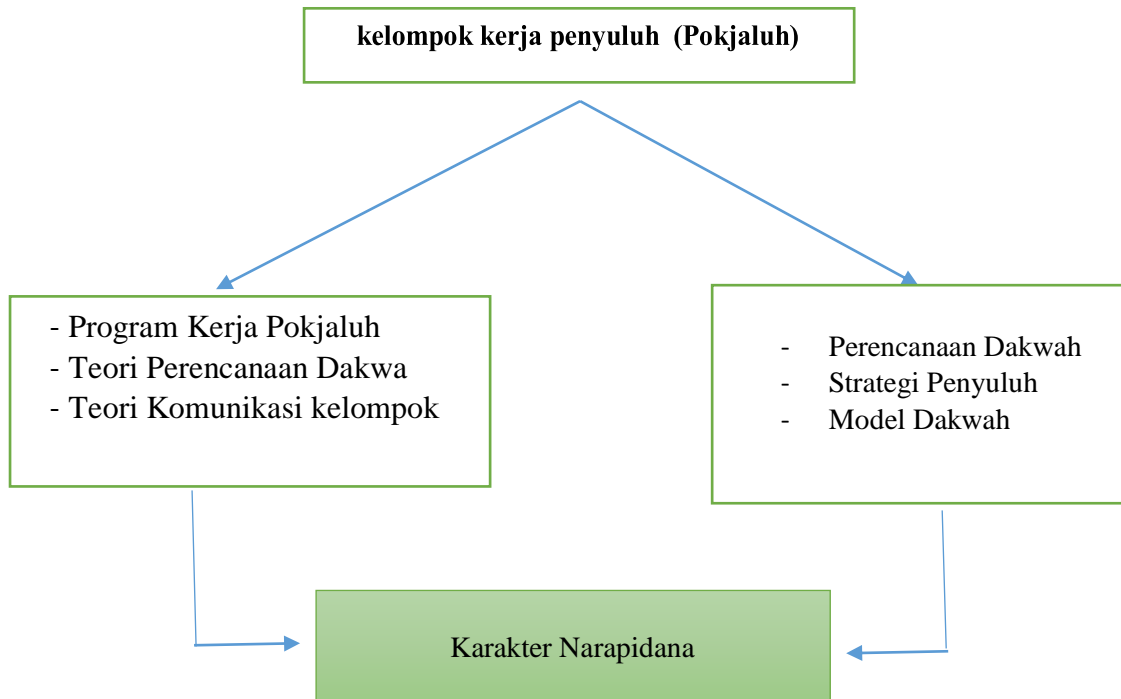 kelompok kerja penyuluh (Pokjaluh)
- Program Kerja Pokjaluh
- Teori Perencanaan Dakwa
- Teori Komunikasi kelompok
- Perencanaan Dakwah
- Strategi Penyuluh
- Model Dakwah
Karakter Narapidana